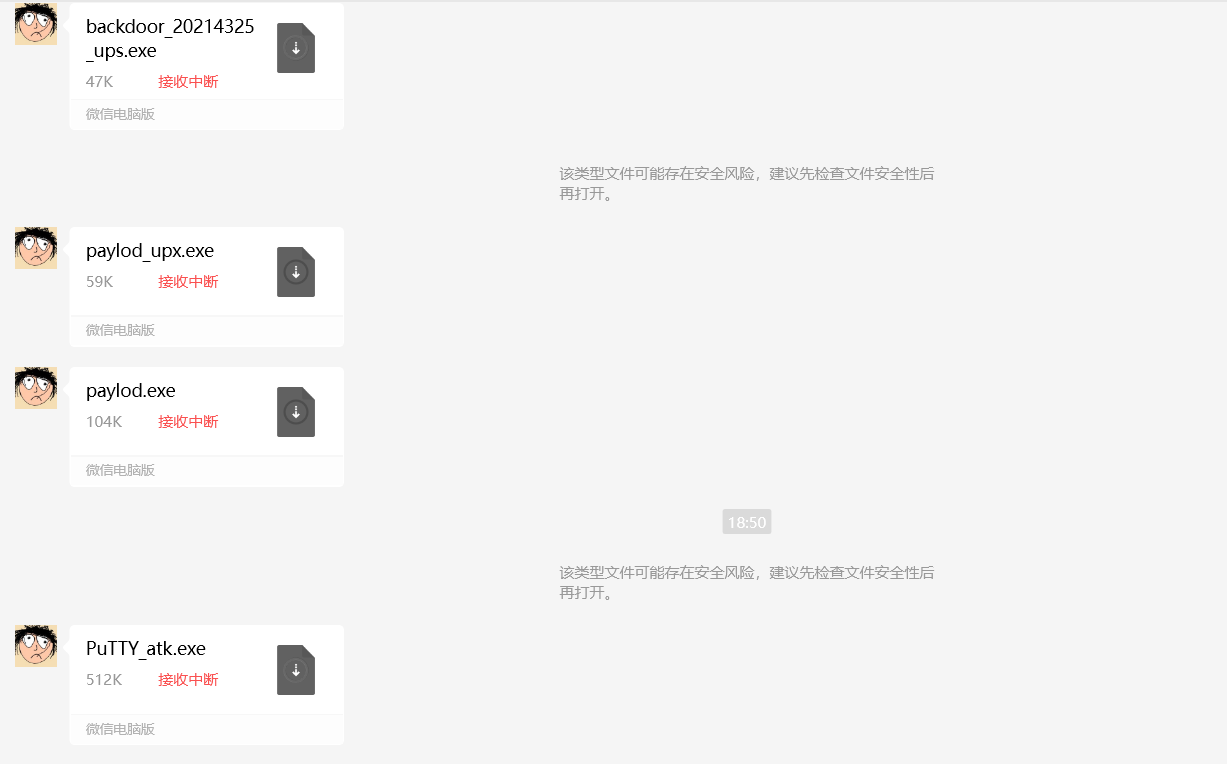 backdoor_20214325
_ups.exe
47K 接收中断
微信电脑版
该类型文件可能存在安全风险，建议先检查文件安全性后
再打开。
paylod_upx.exe
59K 接收中断
微信电脑版
paylod.exe
104K 接收中断
微信电脑版
18:50
该类型文件可能存在安全风险，建议先检查文件安全性后
再打开。
PuTTY_atk.exe
512K 接收中断
微信电脑版